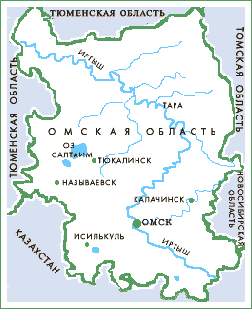 ТЮМЕНСКАЯ ОБЛАСТЬ
ИРТЫШ
ТЮМЕНСКАЯ ОБЛАСТЬ
ТАРА
ОМСКАЯ ОБЛАСТЬ
ТОМСКАЯ ОБЛАСТЬ
ОЗ
САЛТАИМ
ТЮКАЛИНСК
НАЗЫВАЕВСК
КАЛАЧИНСК
НОВОСИБИРСКАЯ
ОБЛАСТЬ
ОМСК
ИСИЛЬКУЛЬ
ИРТЫШ
КАЗАХСТАН